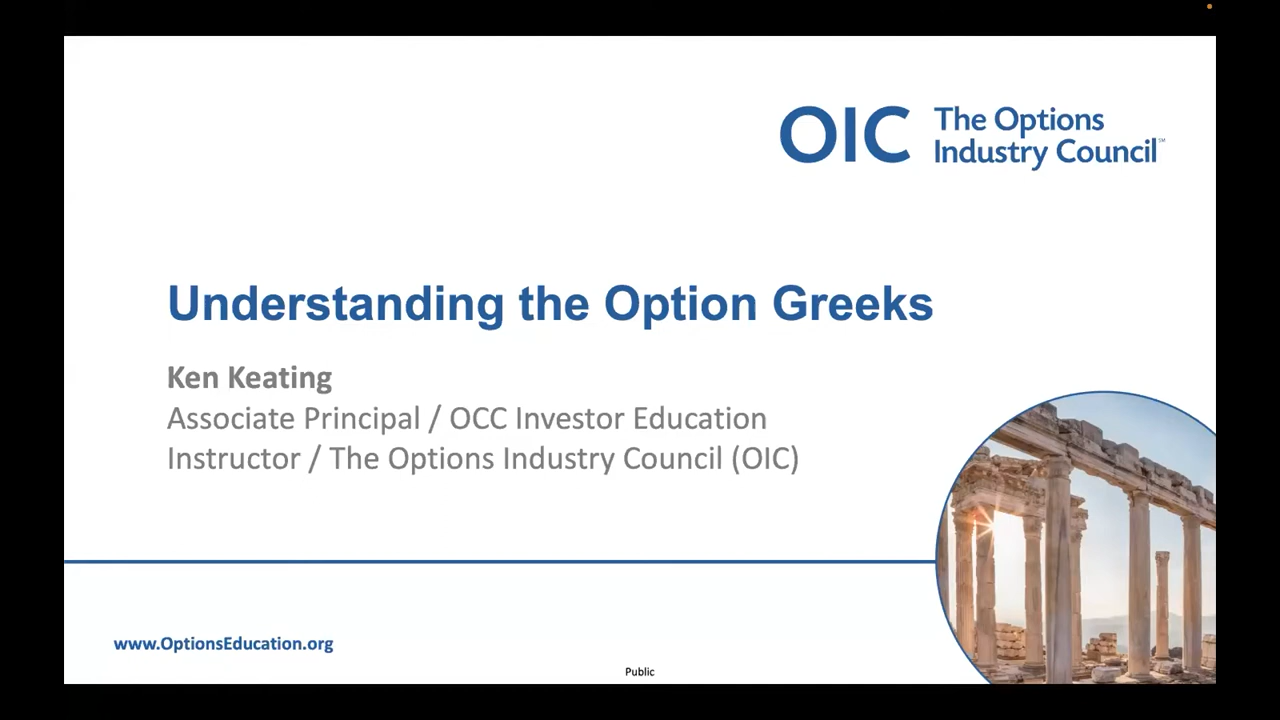 OIC The Options
Industry Council℠
Understanding the Option Greeks
Ken Keating
Associate Principal / OCC Investor Education
Instructor / The Options Industry Council (OIC)
www.OptionsEducation.org
Public